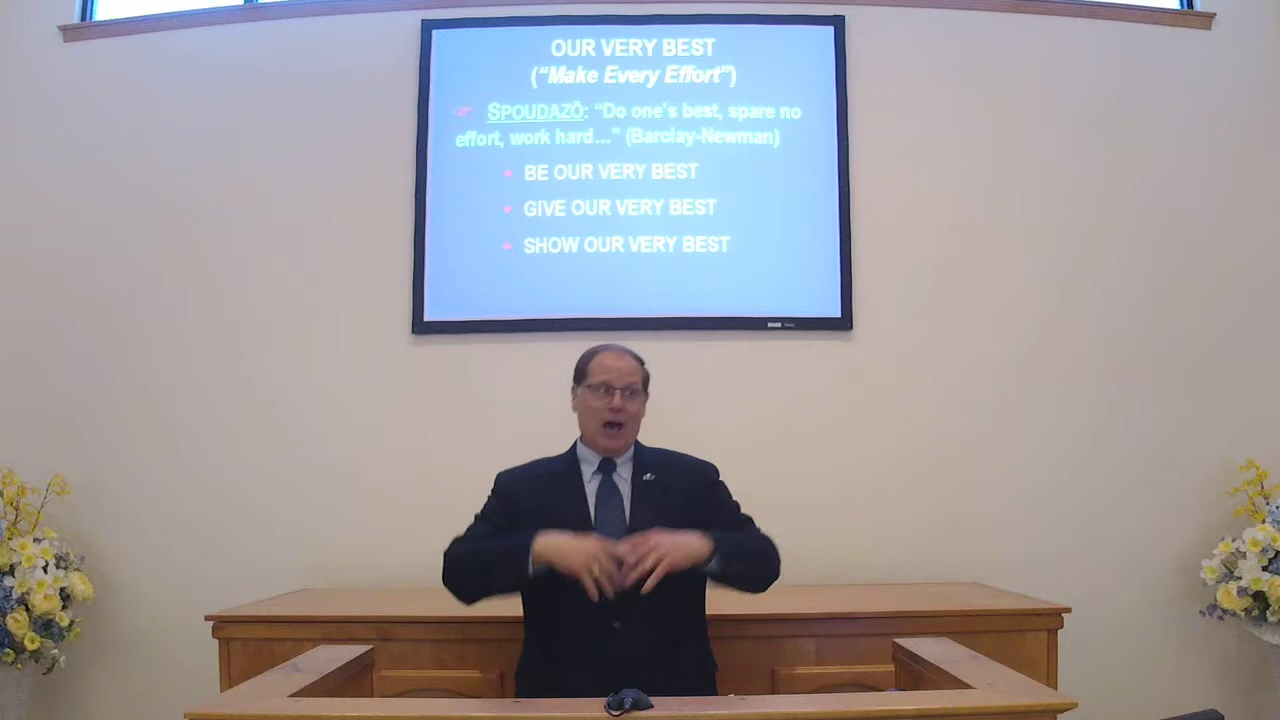 OUR VERY BEST
(“Make Every Effort”)
☞ SPOUDAZŌ: “Do one’s best, spare no
effort, work hard…” (Barclay-Newman)
• BE OUR VERY BEST
• GIVE OUR VERY BEST
• SHOW OUR VERY BEST